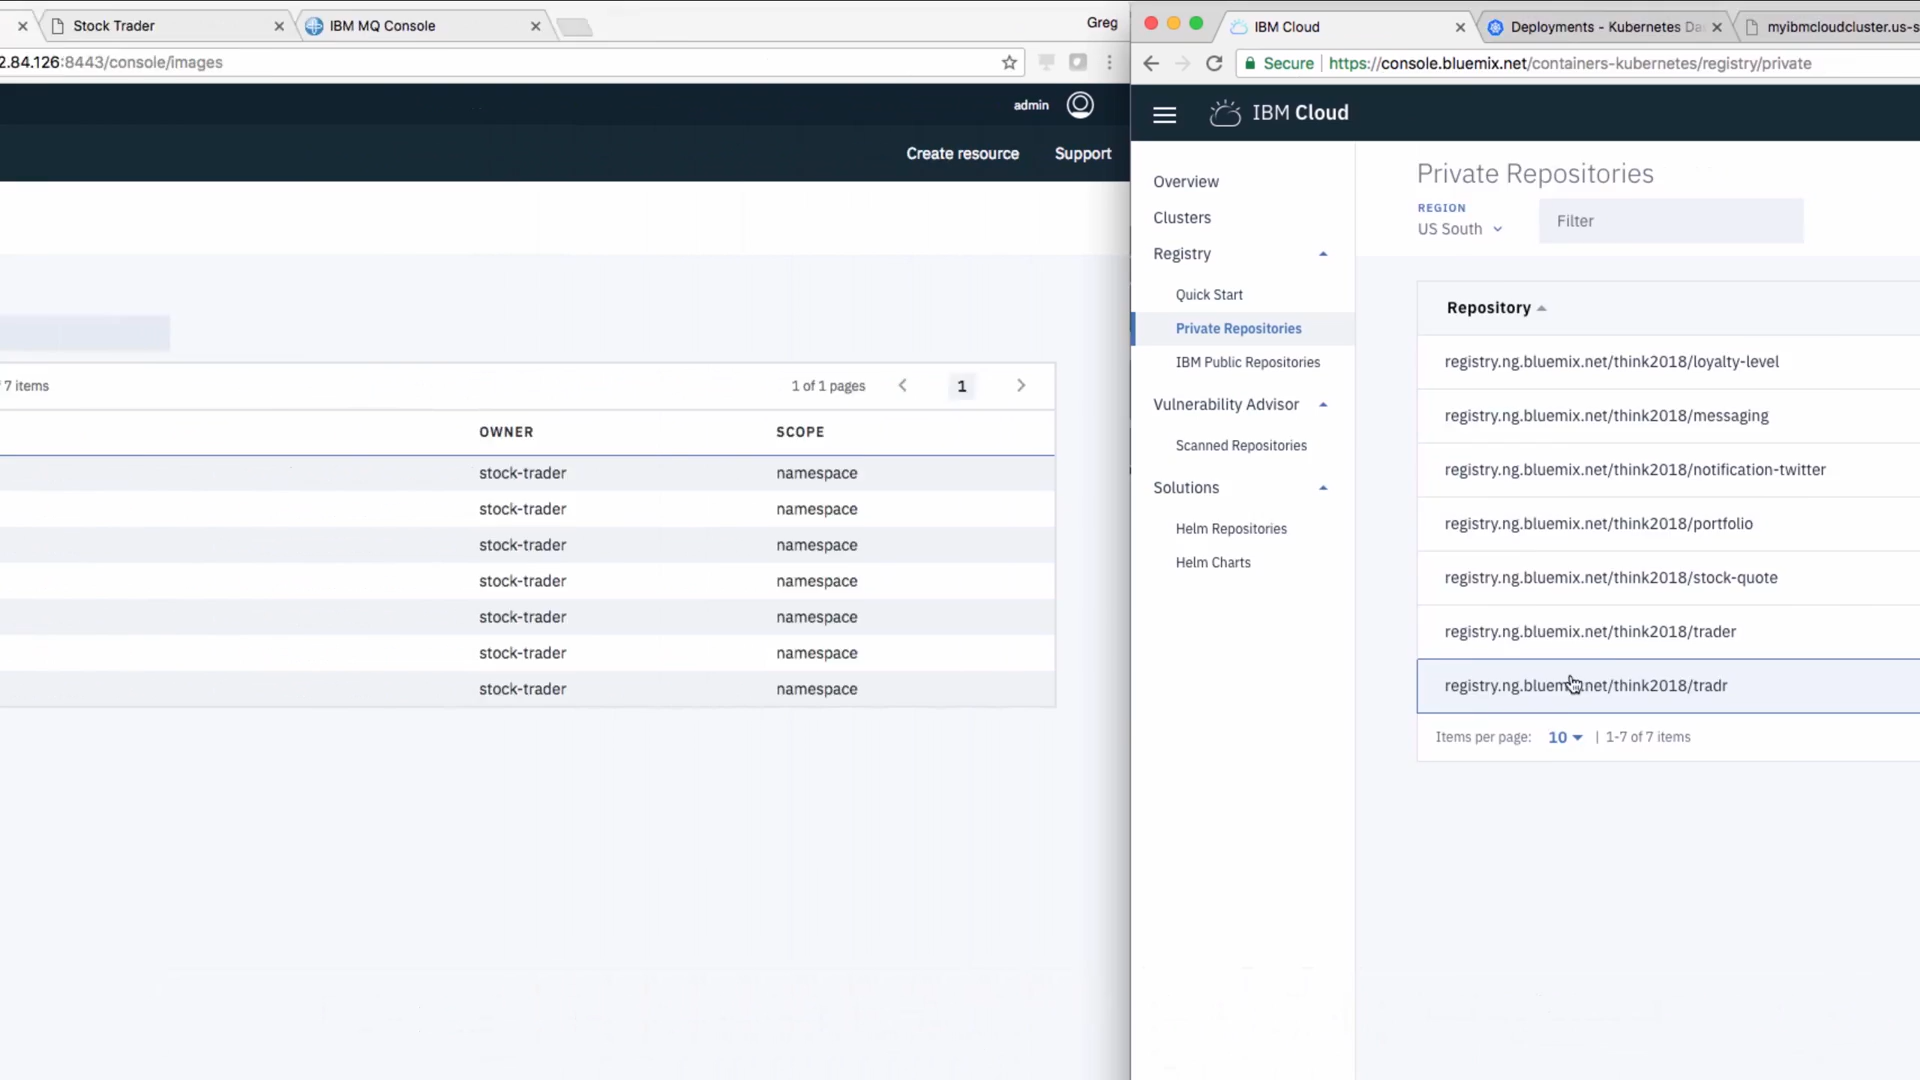 Stock Trader
IBM MQ Console
Greg
2.84.126:8443/console/images
admin
Create resource
Support
7 items
1 of 1 pages
1
OWNER
SCOPE
stock-trader
namespace
stock-trader
namespace
stock-trader
namespace
stock-trader
namespace
stock-trader
namespace
stock-trader
namespace
stock-trader
namespace
IBM Cloud
Deployments - Kubernetes Da
myibmcloudcluster.us-s
Secure
https://console.bluemix.net/containers-kubernetes/registry/private
IBM Cloud
Overview
Clusters
Registry
Quick Start
Private Repositories
IBM Public Repositories
Vulnerability Advisor
Scanned Repositories
Solutions
Helm Repositories
Helm Charts
Private Repositories
REGION
US South
Filter
Repository
registry.ng.bluemix.net/think2018/loyalty-level
registry.ng.bluemix.net/think2018/messaging
registry.ng.bluemix.net/think2018/notification-twitter
registry.ng.bluemix.net/think2018/portfolio
registry.ng.bluemix.net/think2018/stock-quote
registry.ng.bluemix.net/think2018/trader
registry.ng.bluemix.net/think2018/tradr
Items per page: 10 | 1-7 of 7 items